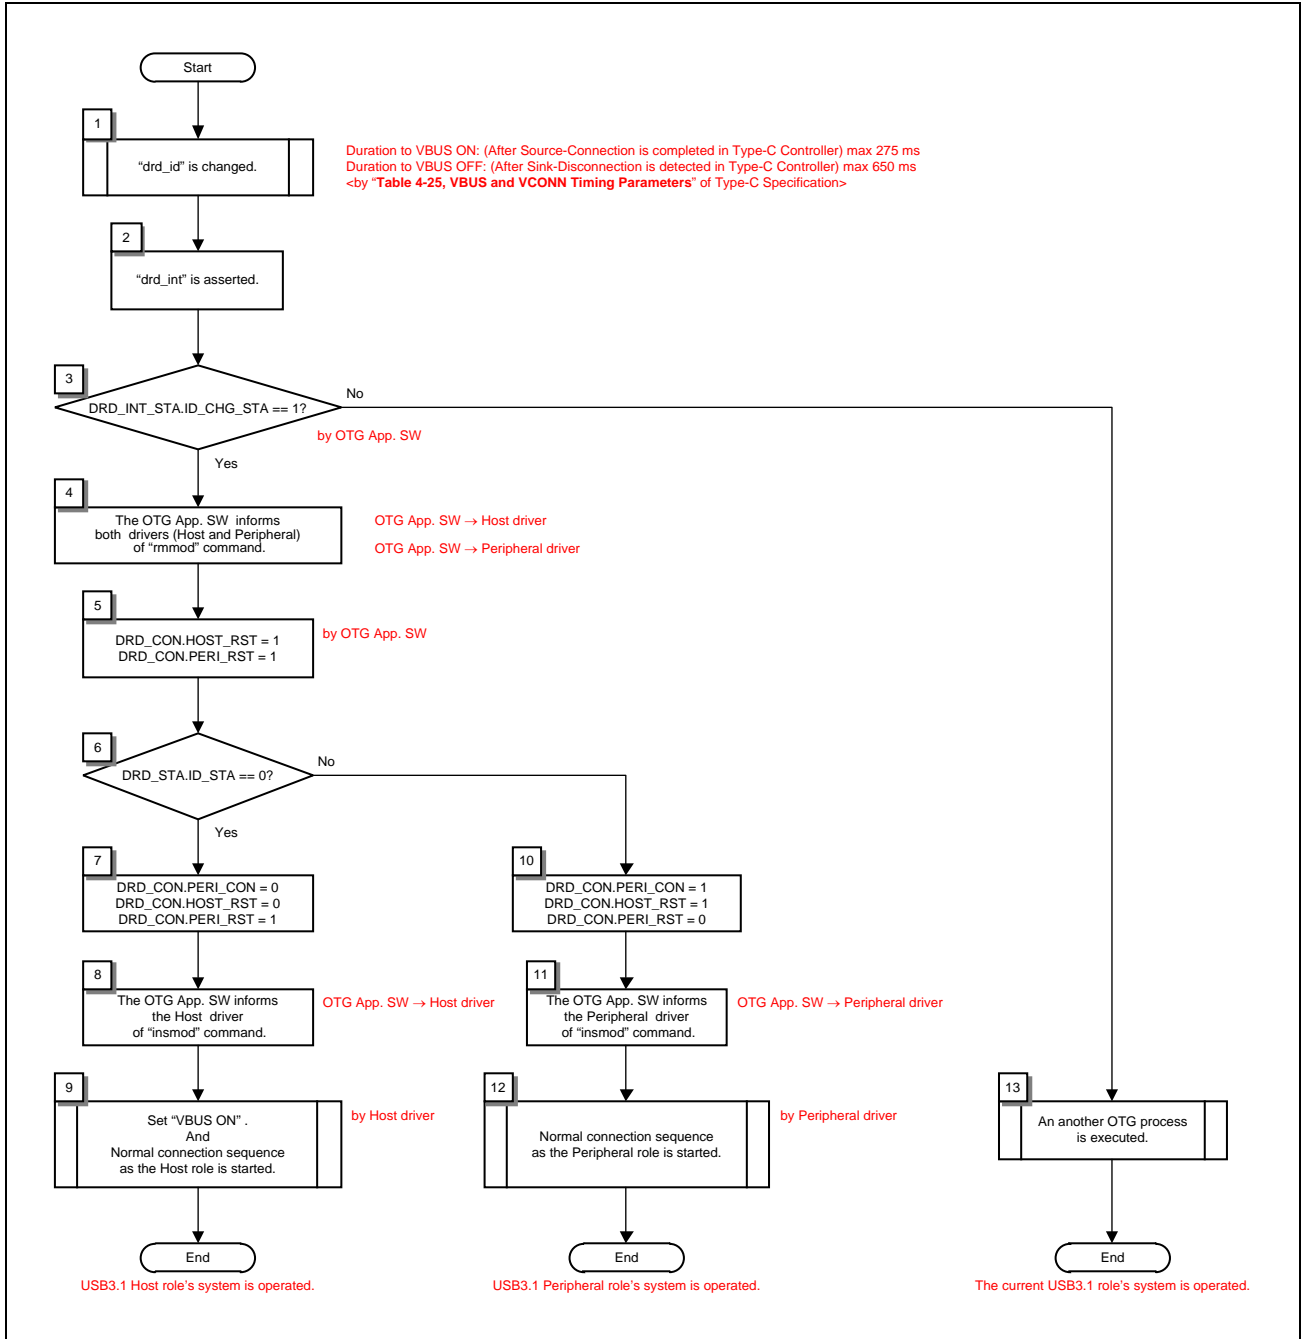 Start
1
“drd_id” is changed.
Duration to VBUS ON: (After Source-Connection is completed in Type-C Controller) max 275 ms
Duration to VBUS OFF: (After Sink-Disconnection is detected in Type-C Controller) max 650 ms
<by “Table 4-25, VBUS and VCONN Timing Parameters” of Type-C Specification>
2
“drd_int” is asserted.
3
DRD_INT_STA.ID_CHG_STA == 1?
No
by OTG App. SW
Yes
4
The OTG App. SW informs
both drivers (Host and Peripheral)
of “rmmod” command.
OTG App. SW → Host driver
OTG App. SW → Peripheral driver
5
DRD_CON.HOST_RST = 1
DRD_CON.PERI_RST = 1
by OTG App. SW
6
DRD_STA.ID_STA == 0?
No
Yes
7
DRD_CON.PERI_CON = 0
DRD_CON.HOST_RST = 0
DRD_CON.PERI_RST = 1
10
DRD_CON.PERI_CON = 1
DRD_CON.HOST_RST = 1
DRD_CON.PERI_RST = 0
8
The OTG App. SW informs
the Host driver
of “insmod” command.
OTG App. SW → Host driver
11
The OTG App. SW informs
the Peripheral driver
of “insmod” command.
OTG App. SW → Peripheral driver
9
Set “VBUS ON” .
And
Normal connection sequence
as the Host role is started.
by Host driver
12
Normal connection sequence
as the Peripheral role is started.
by Peripheral driver
13
An another OTG process
is executed.
End
End
End
USB3.1 Host role’s system is operated.
USB3.1 Peripheral role’s system is operated.
The current USB3.1 role’s system is operated.